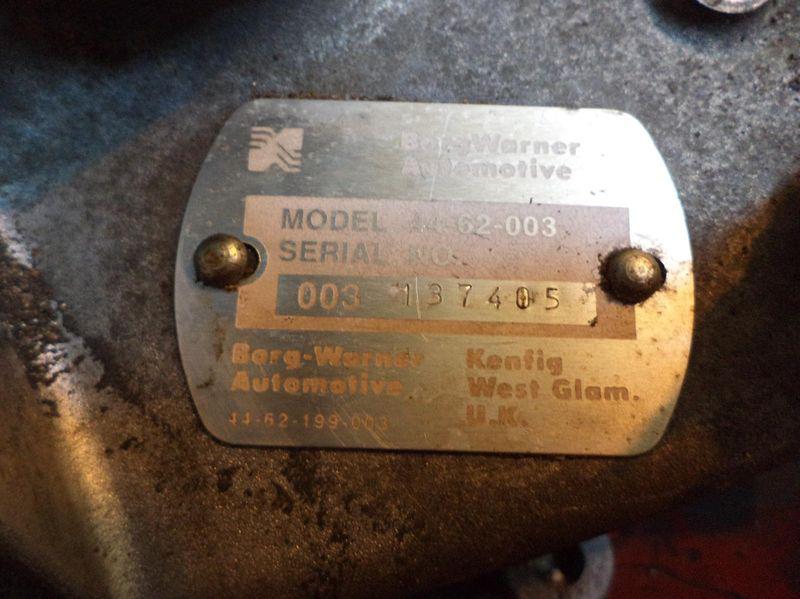 BorgWarner
Automotive
MODEL 44-62-003
SERIAL NO.
003 137405
Borg-Warner
Automotive
44-62-199-003
Kenfig
West Glam.
U.K.